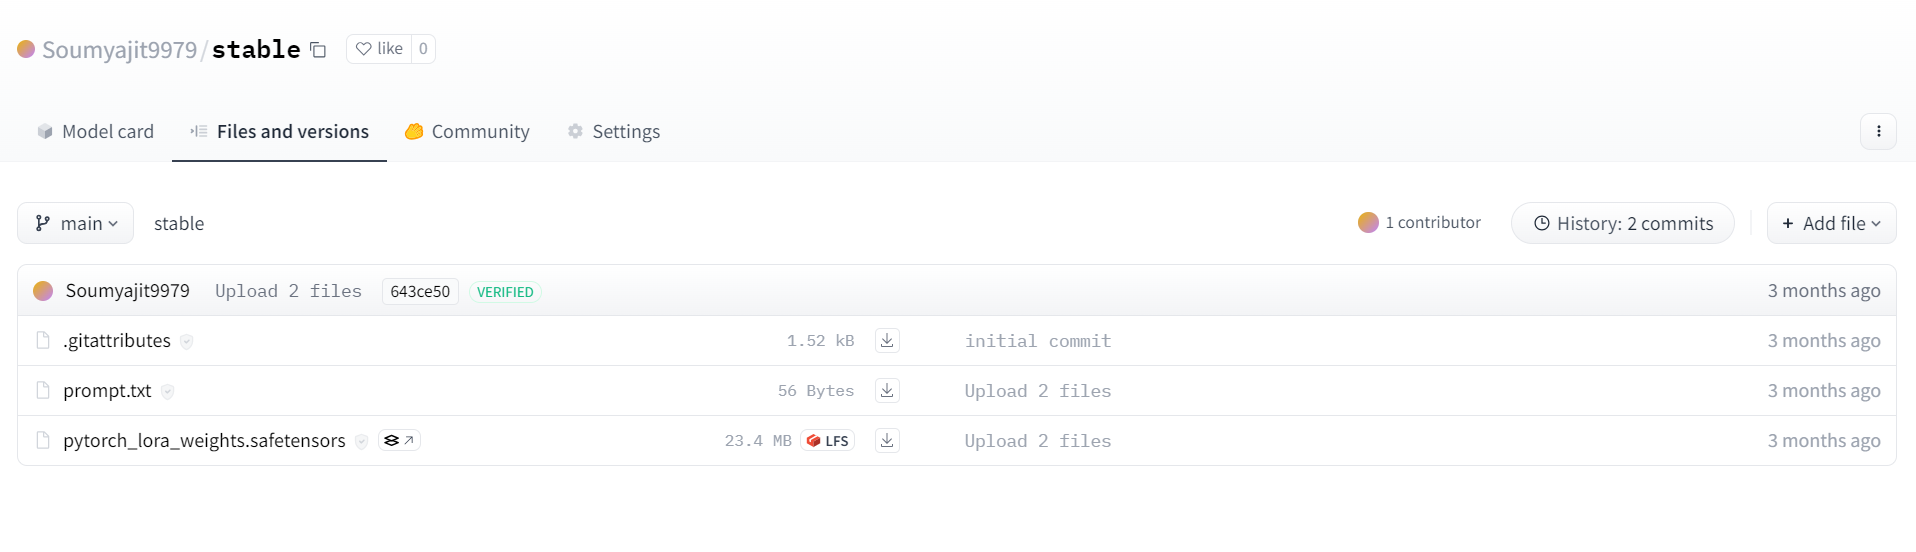 Soumyajit9979/stable like 0
Model card Files and versions Community Settings
main stable 1 contributor History: 2 commits + Add file
Soumyajit9979 Upload 2 files 643ce50 VERIFIED 3 months ago
.gitattributes 1.52 kB initial commit 3 months ago
prompt.txt 56 Bytes Upload 2 files 3 months ago
pytorch_lora_weights.safetensors 23.4 MB LFS Upload 2 files 3 months ago